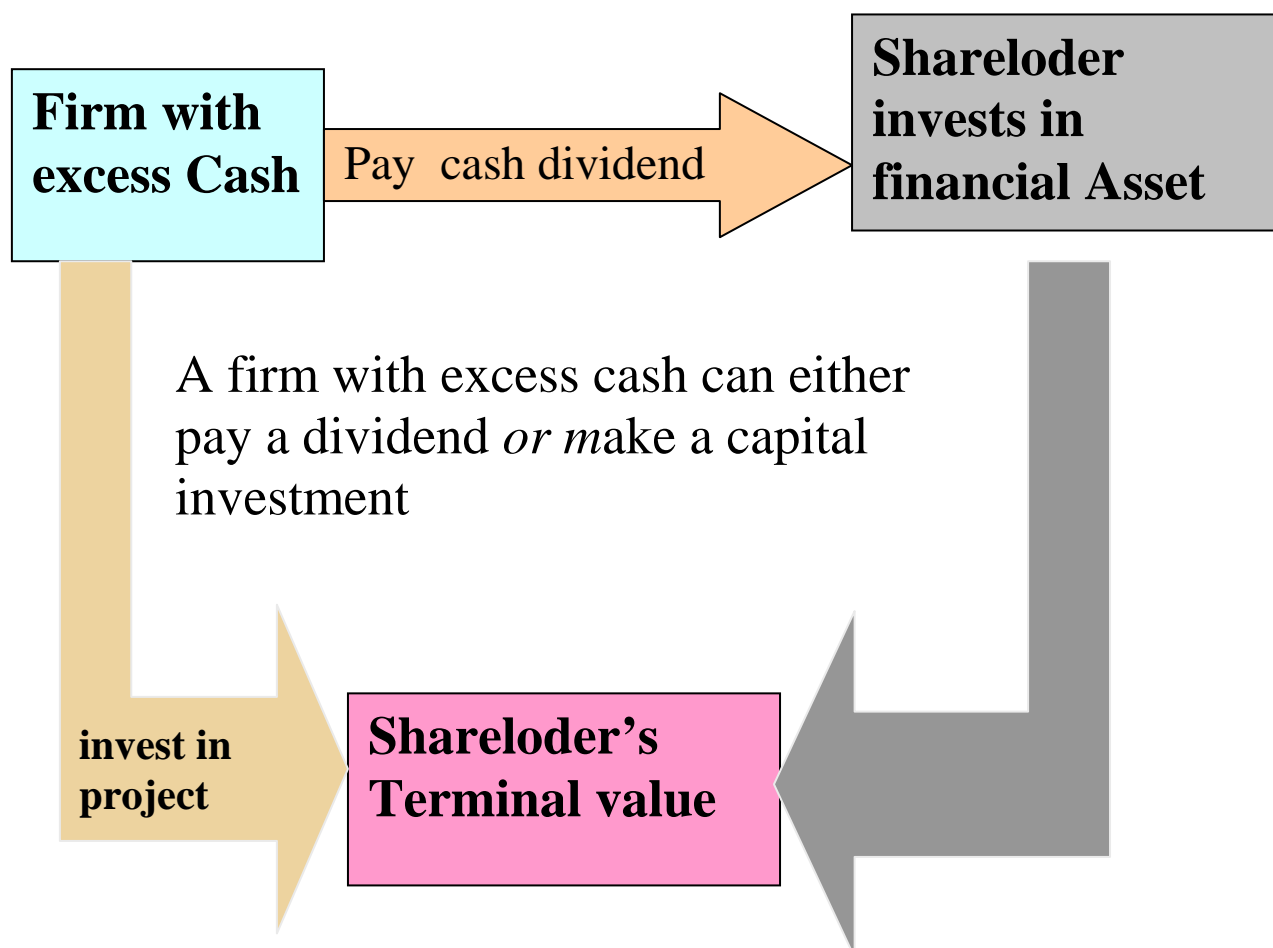 Firm with
excess Cash
Pay cash dividend
Shareloder
invests in
financial Asset
A firm with excess cash can either
pay a dividend or make a capital
investment
invest in
project
Shareloder’s
Terminal value